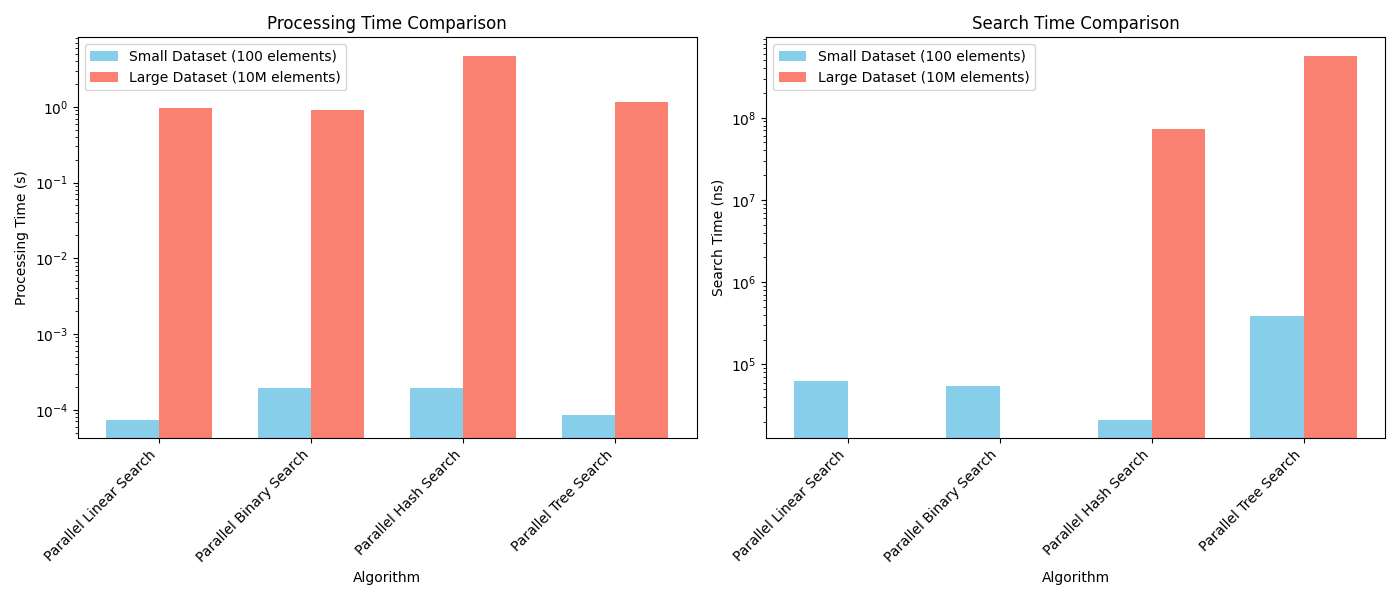 Processing Time Comparison
Small Dataset (100 elements)
Large Dataset (10M elements)
Processing Time (s)
10⁰
10⁻¹
10⁻²
10⁻³
10⁻⁴
Parallel Linear Search
Parallel Binary Search
Parallel Hash Search
Parallel Tree Search
Algorithm
Search Time Comparison
Small Dataset (100 elements)
Large Dataset (10M elements)
Search Time (ns)
10⁸
10⁷
10⁶
10⁵
Parallel Linear Search
Parallel Binary Search
Parallel Hash Search
Parallel Tree Search
Algorithm